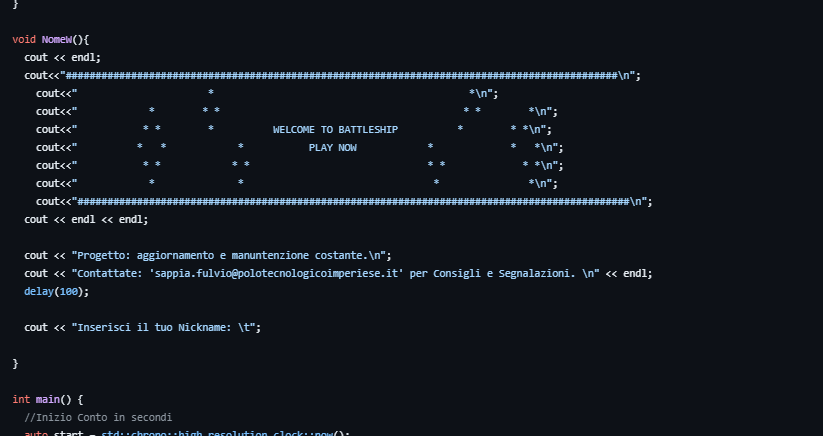 }
void NomeW(){
cout << endl;
cout<<"#############################################################################################\n";
cout<<"                      *                                           *\n";
cout<<"            *        * *                                         * *        *\n";
cout<<"           * *        *          WELCOME TO BATTLESHIP          *        * *\n";
cout<<"          *   *            *           PLAY NOW            *             *   *\n";
cout<<"           * *            * *                              * *             * *\n";
cout<<"            *              *                                *               *\n";
cout<<"#############################################################################################\n";
cout << endl << endl;
cout << "Progetto: aggiornamento e manuntenzione costante.\n";
cout << "Contattate: 'sappia.fulvio@polotecnologicoimperiese.it' per Consigli e Segnalazioni. \n" << endl;
delay(100);
cout << "Inserisci il tuo Nickname: \t";
}
int main() {
//Inizio Conto in secondi
auto start = std::chrono::high_resolution_clock::now();